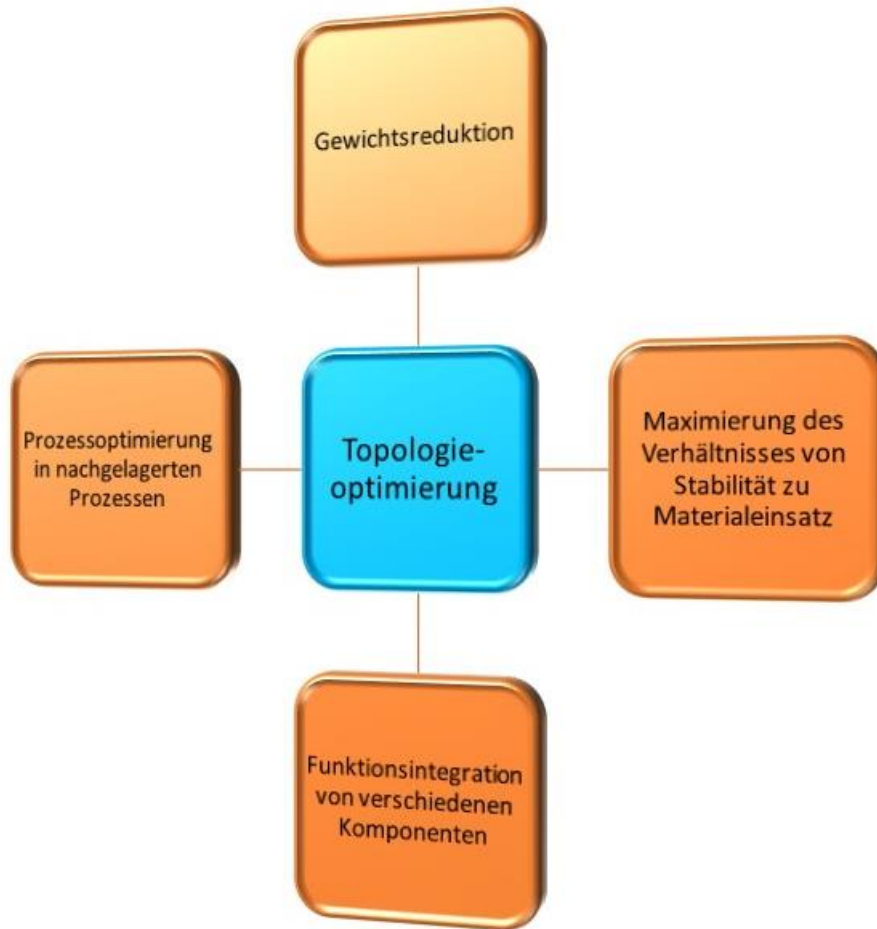 Gewichtsreduktion
Prozessoptimierung
in nachgelagerten
Prozessen
Topologie-
optimierung
Maximierung des
Verhältnisses von
Stabilität zu
Materialeinsatz
Funktionsintegration
von verschiedenen
Komponenten